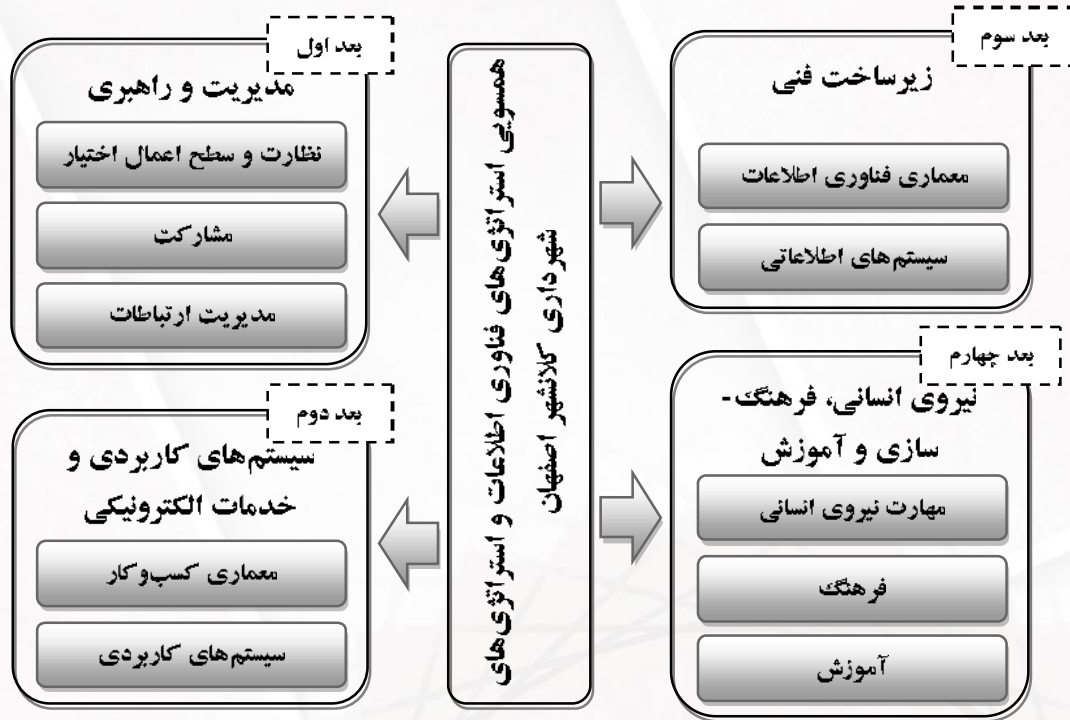 بعد اول
مدیریت و راهبری
نظارت و سطح اعمال اختیار
مشارکت
مدیریت ارتباطات
بعد دوم
سیستم‌های کاربردی و
خدمات الکترونیکی
معماری کسب‌وکار
سیستم‌های کاربردی
همسویی استراتژی‌های فناوری اطلاعات و استراتژی‌های
شهرداری کلانشهر اصفهان
بعد سوم
زیرساخت فنی
معماری فناوری اطلاعات
سیستم‌های اطلاعاتی
بعد چهارم
نیروی انسانی، فرهنگ-
سازی و آموزش
مهارت نیروی انسانی
فرهنگ
آموزش